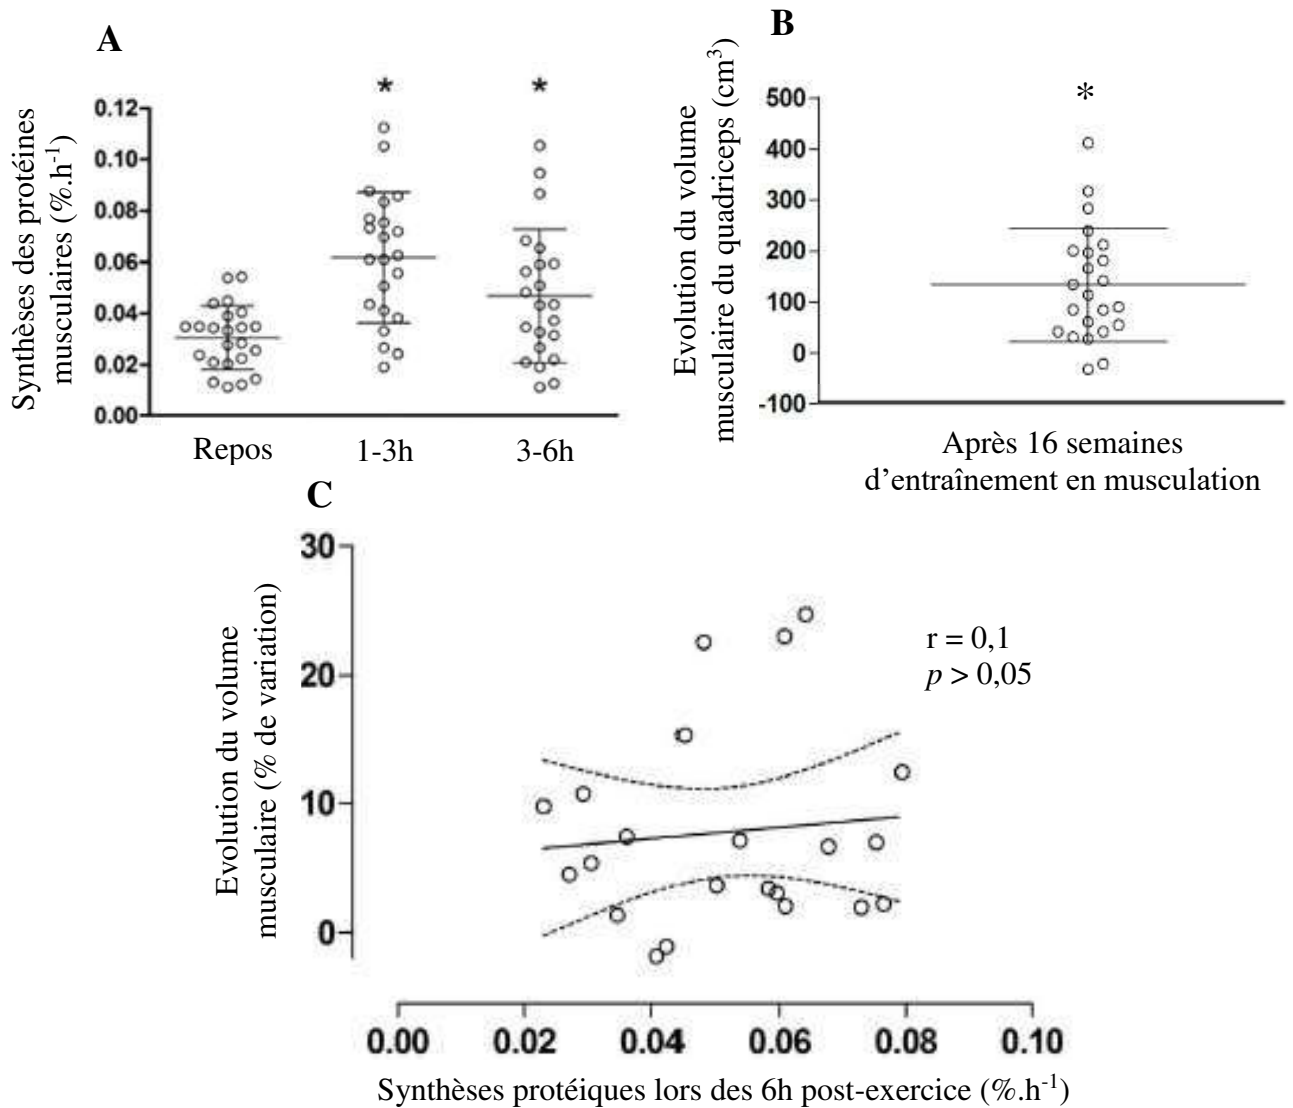 A
Synthèses des protéines
musculaires (%.h⁻¹)
0.12
0.10
0.08
0.06
0.04
0.02
0.00
*
*
Repos
1-3h
3-6h
B
Evolution du volume
musculaire du quadriceps (cm³)
500
400
300
200
100
0
-100
*
Après 16 semaines
d’entraînement en musculation
C
Evolution du volume
musculaire (% de variation)
30
20
10
0
r = 0,1
p > 0,05
0.00
0.02
0.04
0.06
0.08
0.10
Synthèses protéiques lors des 6h post-exercice (%.h⁻¹)